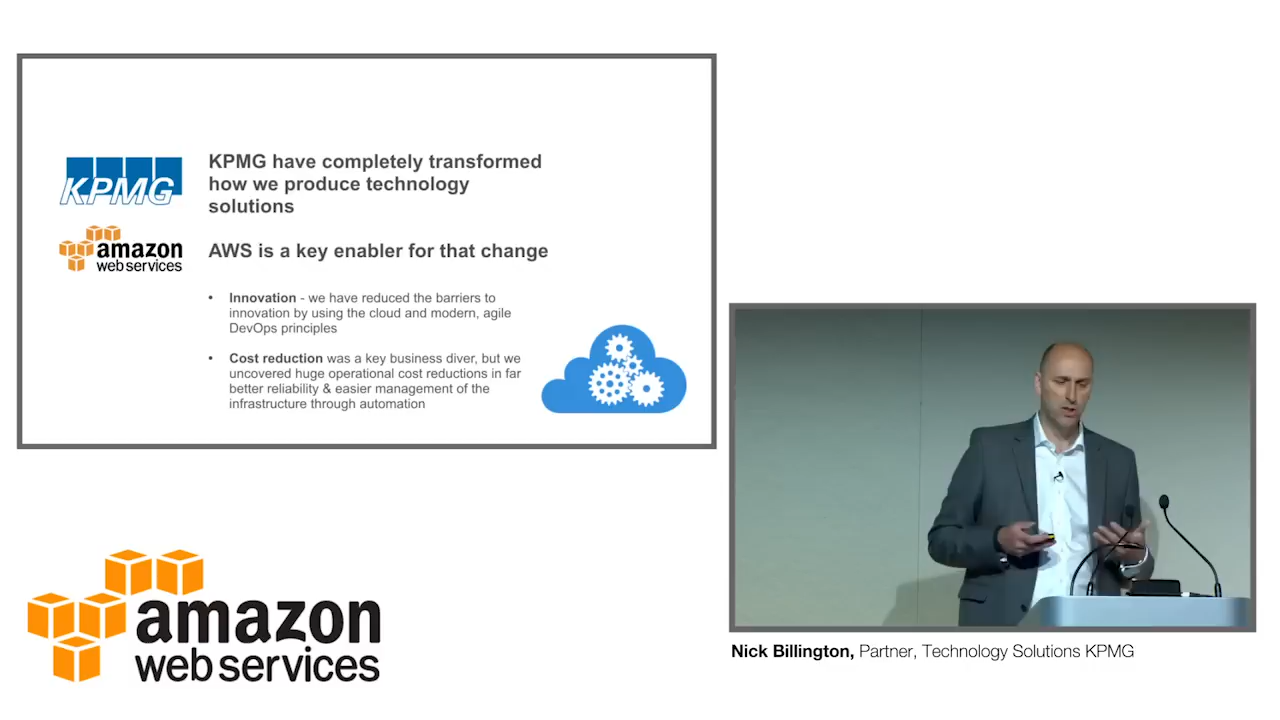 KPMG
KPMG have completely transformed
how we produce technology
solutions
amazon
web services
AWS is a key enabler for that change
• Innovation - we have reduced the barriers to
innovation by using the cloud and modern, agile
DevOps principles
• Cost reduction was a key business diver, but we
uncovered huge operational cost reductions in far
better reliability & easier management of the
infrastructure through automation
amazon
web services
Nick Billington, Partner, Technology Solutions KPMG